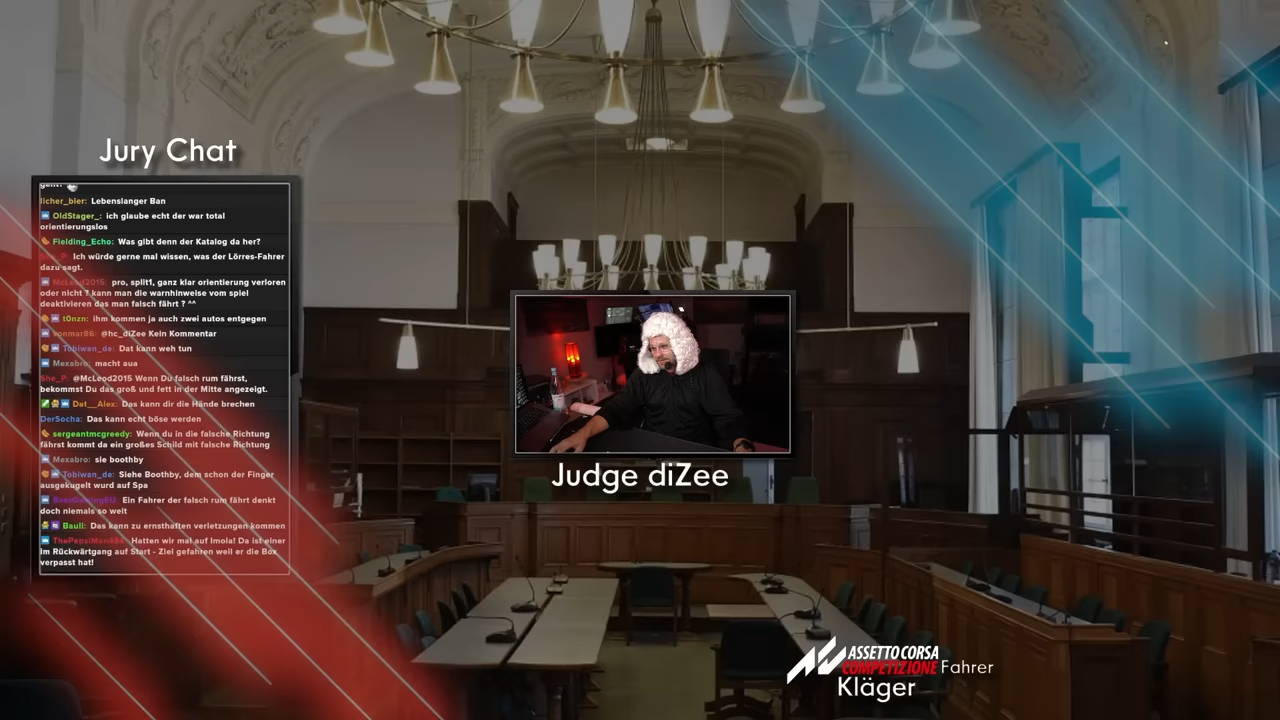 Jury Chat
licher_bier: Lebenslanger Ban
OldStager_: ich glaube echt der war total
orientierungslos
Fielding_Echo: Was gibt denn der Katalog da her?
She_P: Ich würde gerne mal wissen, was der Lörres-Fahrer
dazu sagt.
McLeod2015: pro, split1, ganz klar orientierung verloren
oder nicht ? kann man die warnhinweise vom spiel
deaktivieren das man falsch fährt ? ^^
t0nzn: ihm kommen ja auch zwei autos entgegen
@hc_diZee Kein Kommentar
Tobiwan_de: Dat kann weh tun
Mexabro: macht aua
She_P: @McLeod2015 Wenn Du falsch rum fährst,
bekommst Du das groß und fett in der Mitte angezeigt.
Dat__Alex: Das kann dir die Hände brechen
DerSocha: Das kann echt böse werden
sergeantmcgreedy: Wenn du in die falsche Richtung
fährst kommt da ein großes Schild mit falsche Richtung
Mexabro: sie boothby
Tobiwan_de: Siehe Boothby, dem schon der Finger
ausgekugelt wurd auf Spa
Ein Fahrer der falsch rum fährt denkt
doch niemals so weit
Bauli: Das kann zu ernsthaften verletzungen kommen
Hatten wir mal auf Imola! Da ist einer
im Rückwärtgang auf Start - Ziel gefahren weil er die Box
verpasst hat!
Judge diZee
ASSETTO CORSA
COMPETIZIONE Fahrer
Kläger